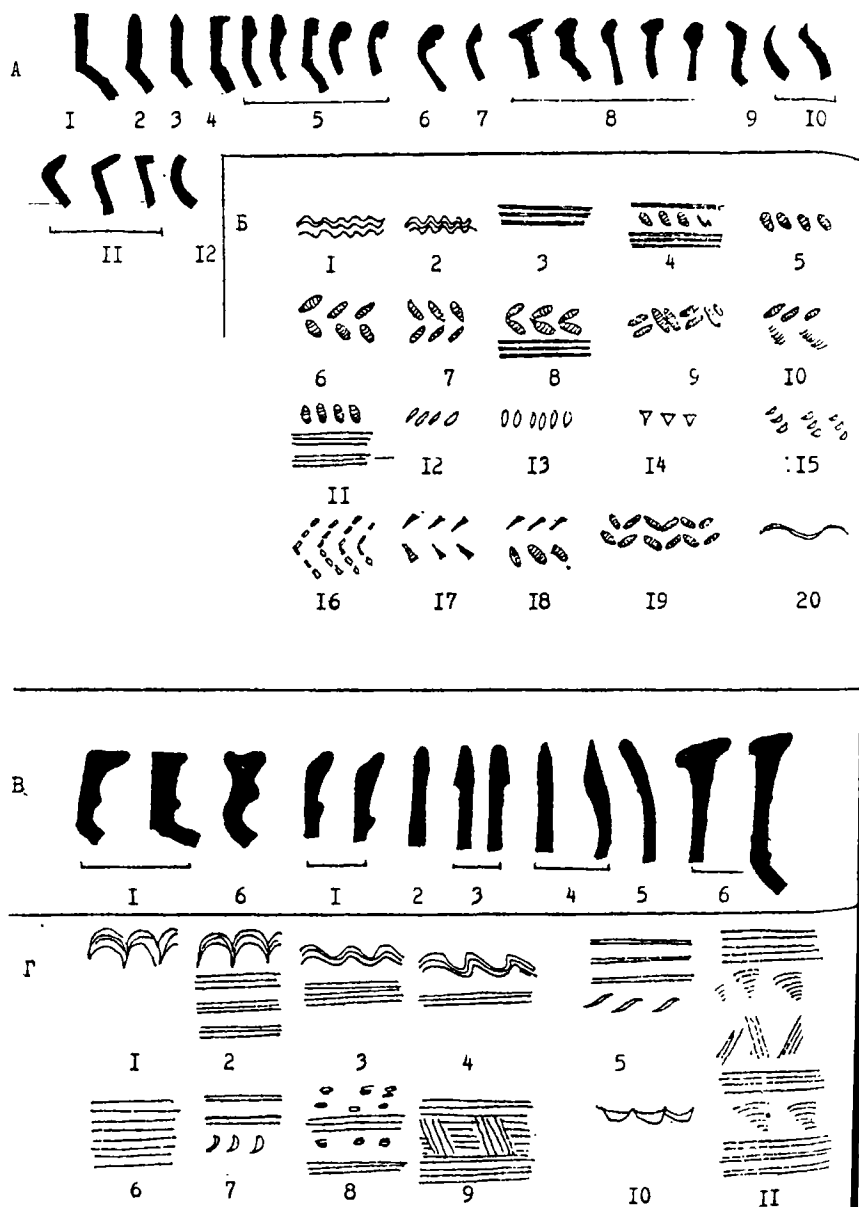 А
I 2 3 4 5 6 7 8 9 IO
II I2
Б
I 2 3 4 5
6 7 8 9 IO
II I2 I3 I4 I5
I6 I7 I8 I9 20
В
I 6 I 2 3 4 5 6
Г
I 2 3 4 5
6 7 8 9 IO II